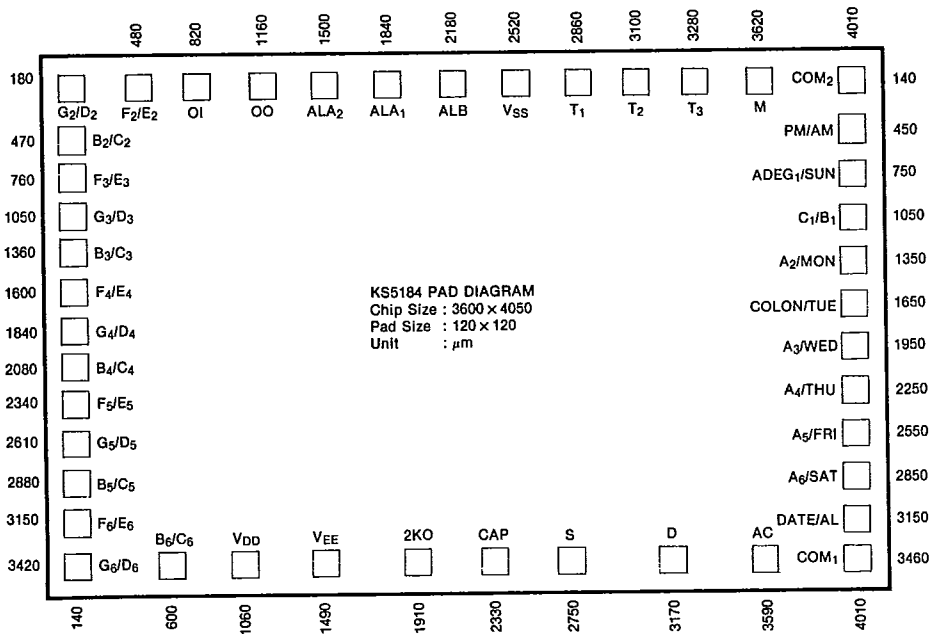 480 820 1160 1500 1840 2180 2520 2860 3100 3280 3620 4010
180 COM2 140
G2/D2 F2/E2 OI OO ALA2 ALA1 ALB VSS T1 T2 T3 M
470 B2/C2 PM/AM 450
760 F3/E3 ADEG1/SUN 750
1050 G3/D3 C1/B1 1050
1360 B3/C3 A2/MON 1350
1600 F4/E4 COLON/TUE 1650
KS5184 PAD DIAGRAM
Chip Size : 3600 × 4050
Pad Size : 120 × 120
Unit : μm
1840 G4/D4 A3/WED 1950
2080 B4/C4
2340 F5/E5 A4/THU 2250
2610 G5/D5 A5/FRI 2550
2880 B5/C5 A6/SAT 2850
3150 F6/E6 DATE/AL 3150
B6/C6 VDD VEE 2KO CAP S D AC
3420 G6/D6 COM1 3460
140 600 1060 1490 1910 2330 2750 3170 3590 4010